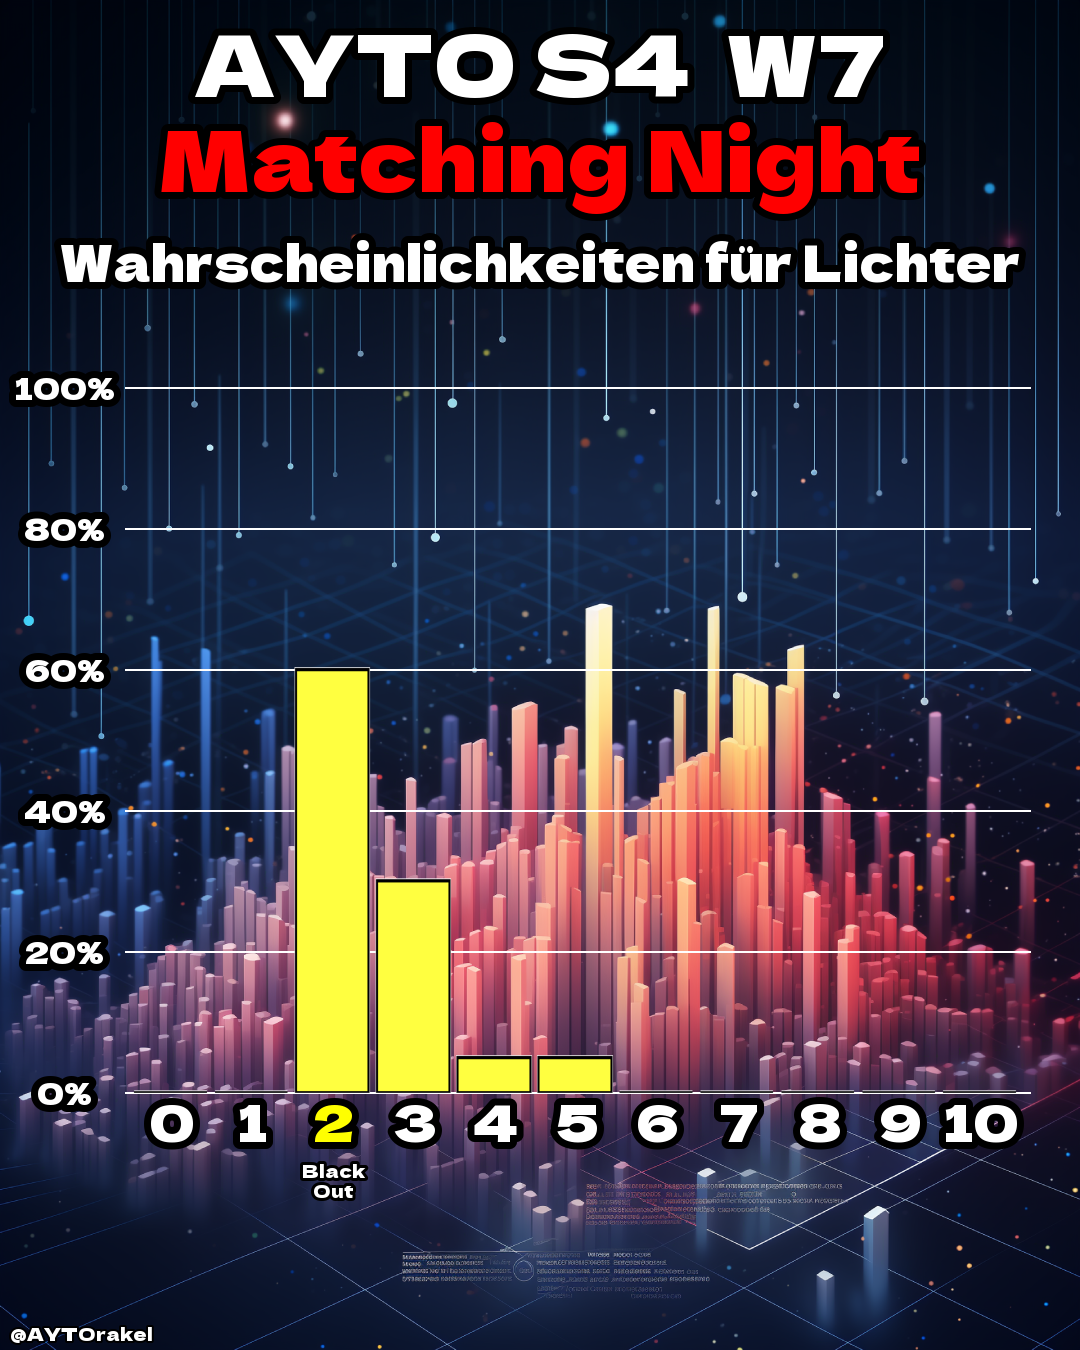 AYTO S4 W7
Matching Night
Wahrscheinlichkeiten für Lichter
100%
80%
60%
40%
20%
0%
0 1 2 3 4 5 6 7 8 9 10
Black
Out
@AYTOrakel